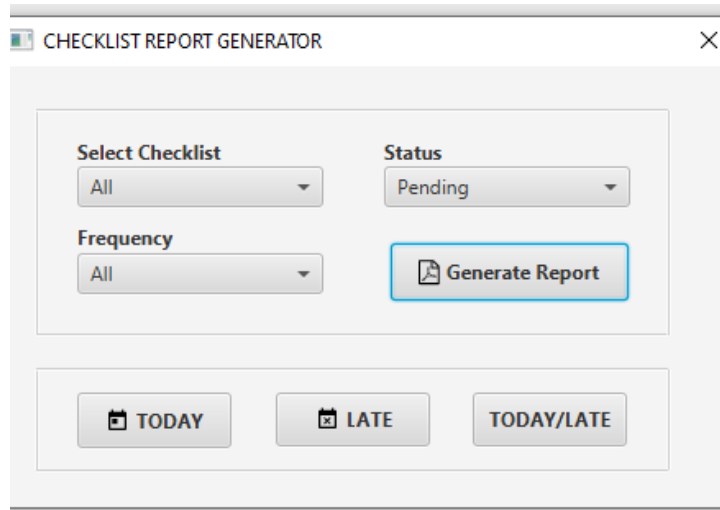 CHECKLIST REPORT GENERATOR
Select Checklist
Status
All
Pending
Frequency
All
Generate Report
TODAY
LATE
TODAY/LATE